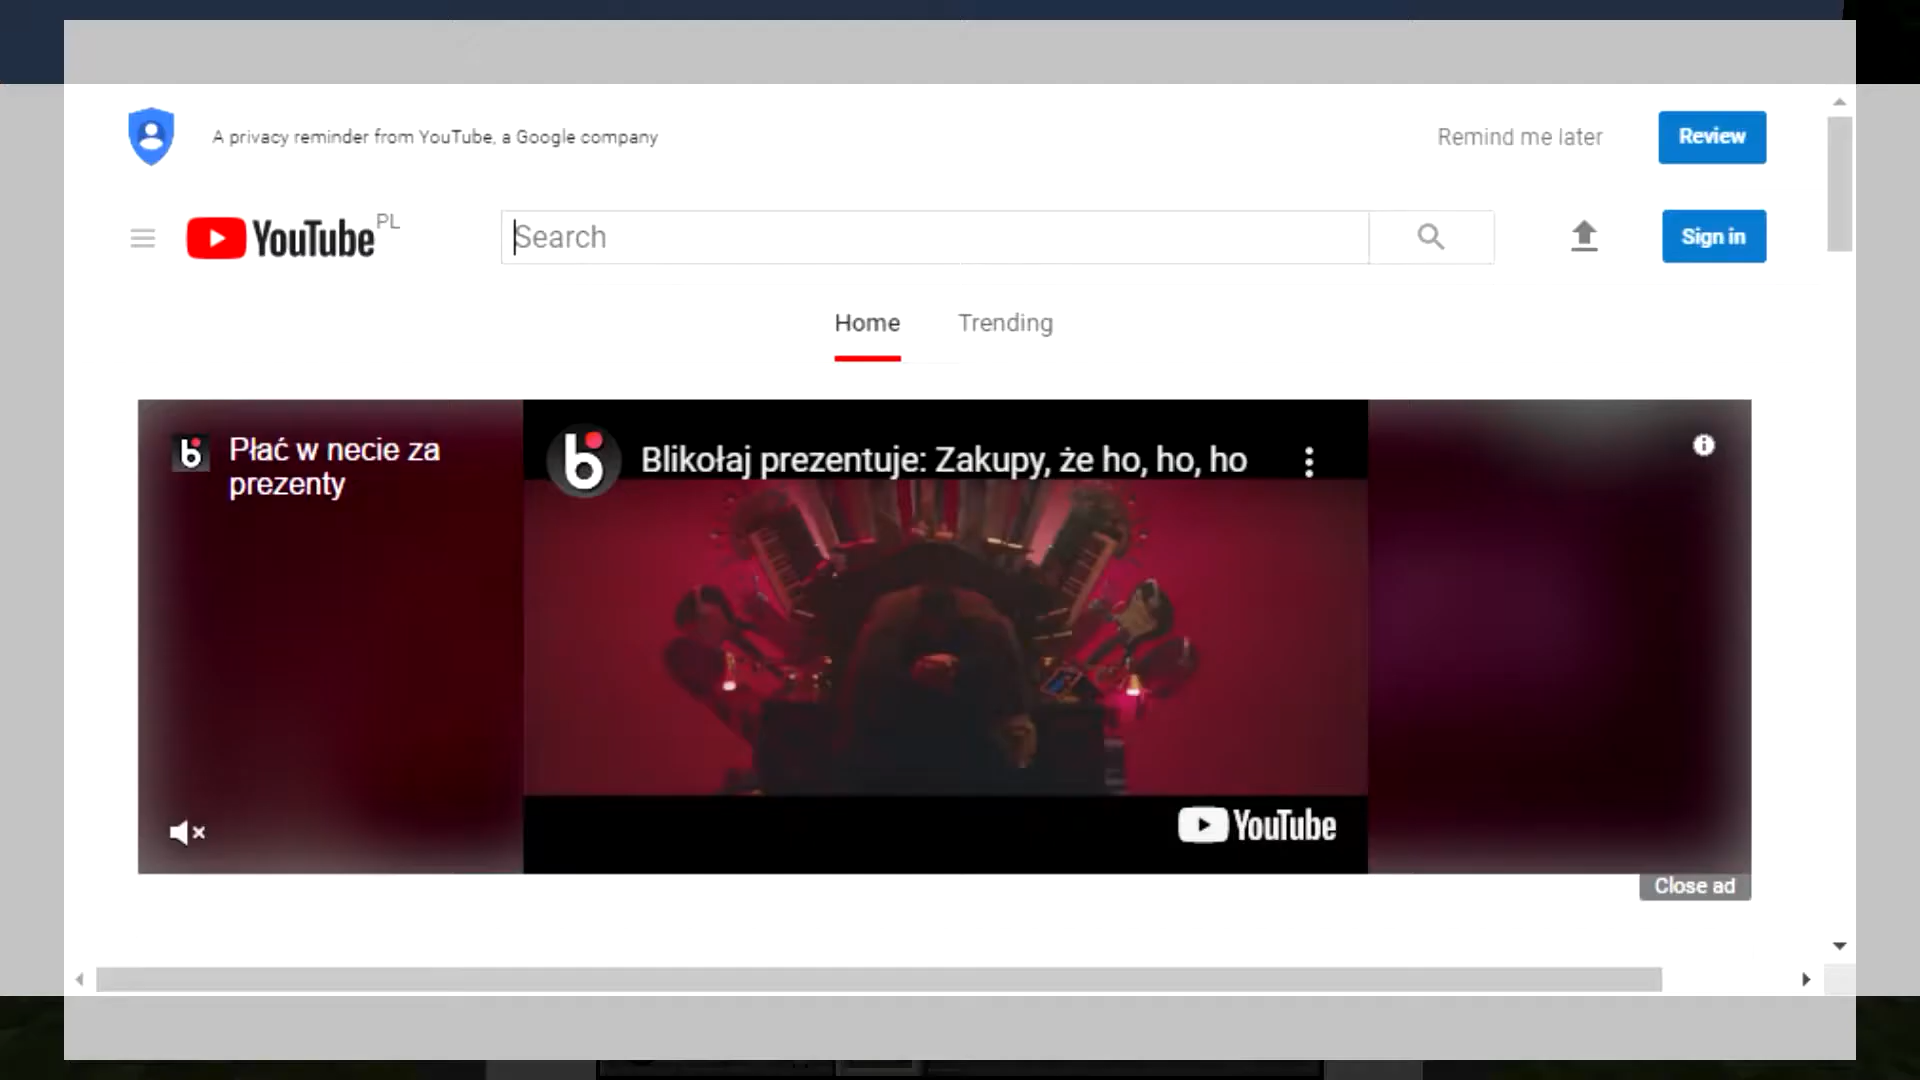 A privacy reminder from YouTube, a Google company
Remind me later
Review
YouTube PL
Search
Sign in
Home
Trending
Płać w necie za
prezenty
b
Blikołaj prezentuje: Zakupy, że ho, ho, ho
YouTube
Close ad